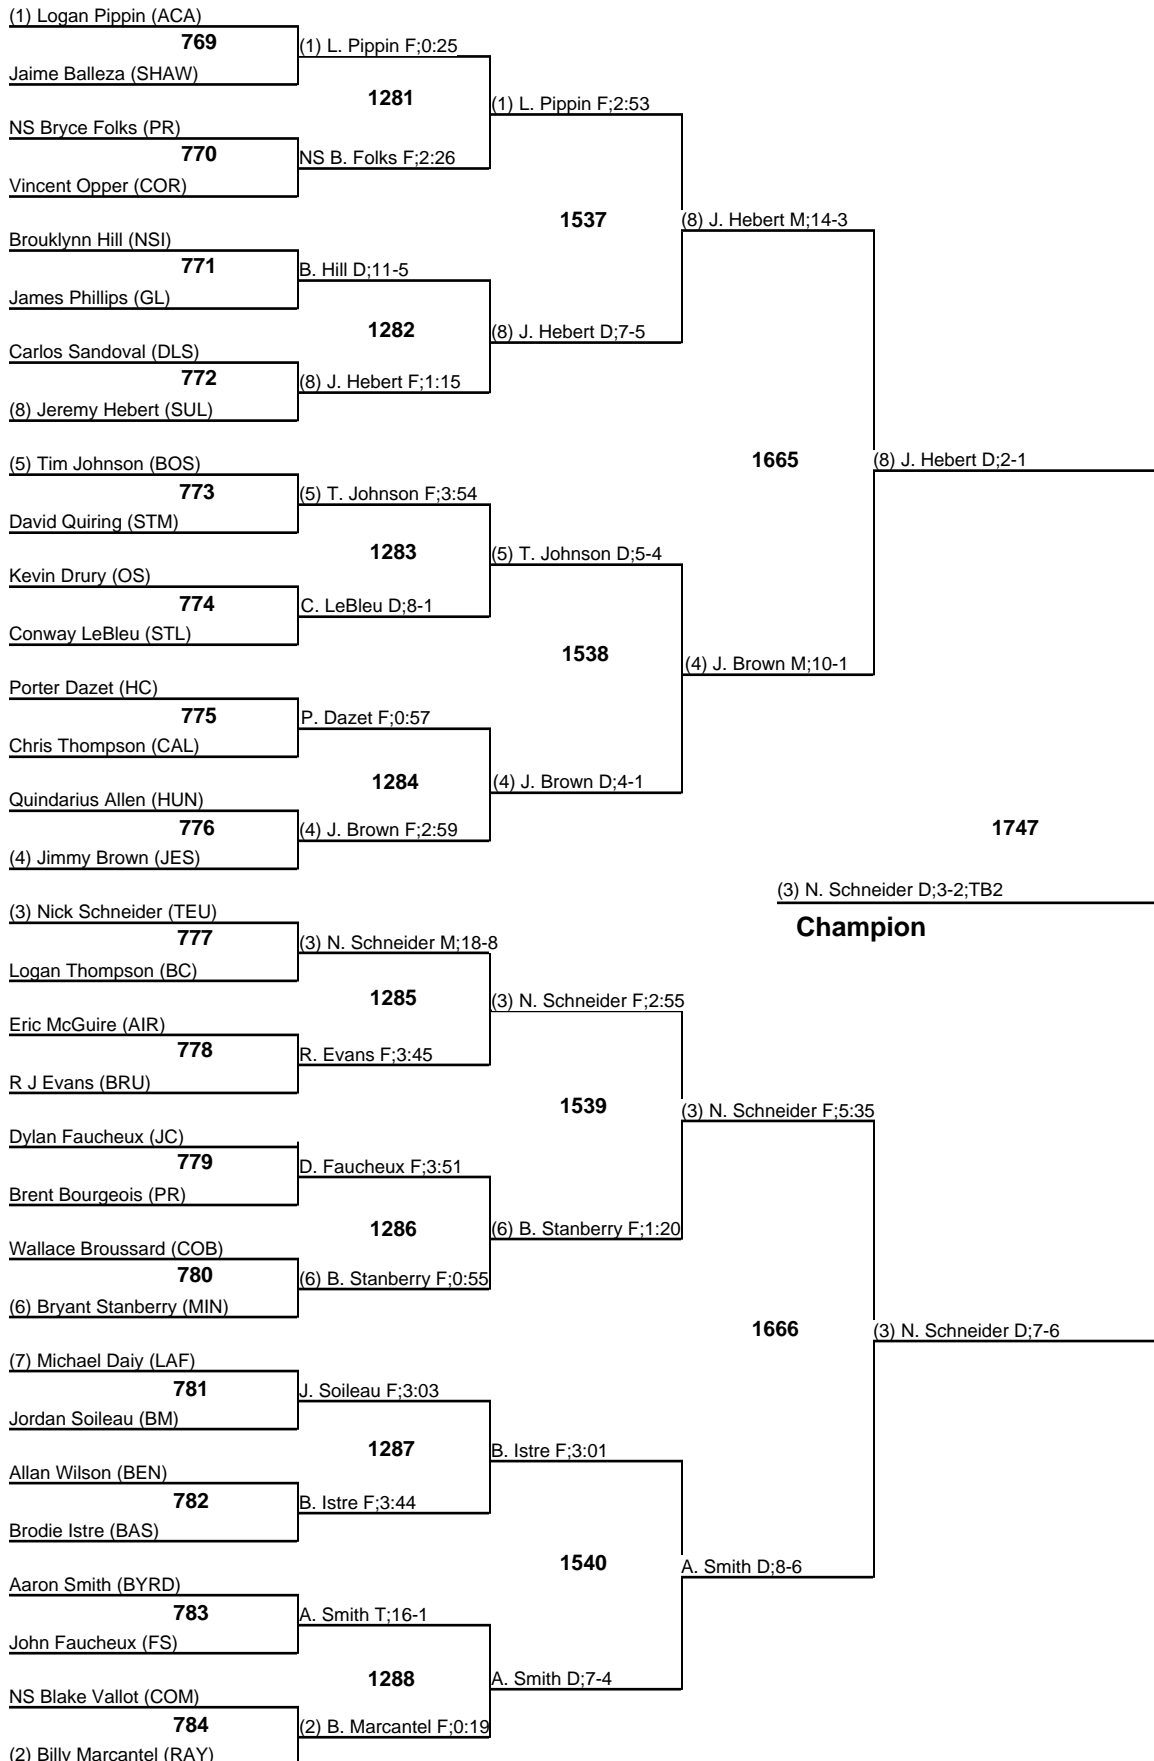 (1) Logan Pippin (ACA)
769
(1) L. Pippin F;0:25
Jaime Balleza (SHAW)
1281
(1) L. Pippin F;2:53
NS Bryce Folks (PR)
770
NS B. Folks F;2:26
Vincent Opper (COR)
1537
(8) J. Hebert M;14-3
Brouklynn Hill (NSI)
771
B. Hill D;11-5
James Phillips (GL)
1282
(8) J. Hebert D;7-5
Carlos Sandoval (DLS)
772
(8) J. Hebert F;1:15
(8) Jeremy Hebert (SUL)
1665
(8) J. Hebert D;2-1
(5) Tim Johnson (BOS)
773
(5) T. Johnson F;3:54
David Quiring (STM)
1283
(5) T. Johnson D;5-4
Kevin Drury (OS)
774
C. LeBleu D;8-1
Conway LeBleu (STL)
1538
(4) J. Brown M;10-1
Porter Dazet (HC)
775
P. Dazet F;0:57
Chris Thompson (CAL)
1284
(4) J. Brown D;4-1
Quindarius Allen (HUN)
776
(4) J. Brown F;2:59
1747
(4) Jimmy Brown (JES)
(3) N. Schneider D;3-2;TB2
Champion
(3) Nick Schneider (TEU)
777
(3) N. Schneider M;18-8
Logan Thompson (BC)
1285
(3) N. Schneider F;2:55
Eric McGuire (AIR)
778
R. Evans F;3:45
R J Evans (BRU)
1539
(3) N. Schneider F;5:35
Dylan Faucheux (JC)
779
D. Faucheux F;3:51
Brent Bourgeois (PR)
1286
(6) B. Stanberry F;1:20
Wallace Broussard (COB)
780
(6) B. Stanberry F;0:55
(6) Bryant Stanberry (MIN)
1666
(3) N. Schneider D;7-6
(7) Michael Daiy (LAF)
781
J. Soileau F;3:03
Jordan Soileau (BM)
1287
B. Istre F;3:01
Allan Wilson (BEN)
782
B. Istre F;3:44
Brodie Istre (BAS)
1540
A. Smith D;8-6
Aaron Smith (BYRD)
783
A. Smith T;16-1
John Faucheux (FS)
1288
A. Smith D;7-4
NS Blake Vallot (COM)
784
(2) B. Marcantel F;0:19
(2) Billy Marcantel (RAY)